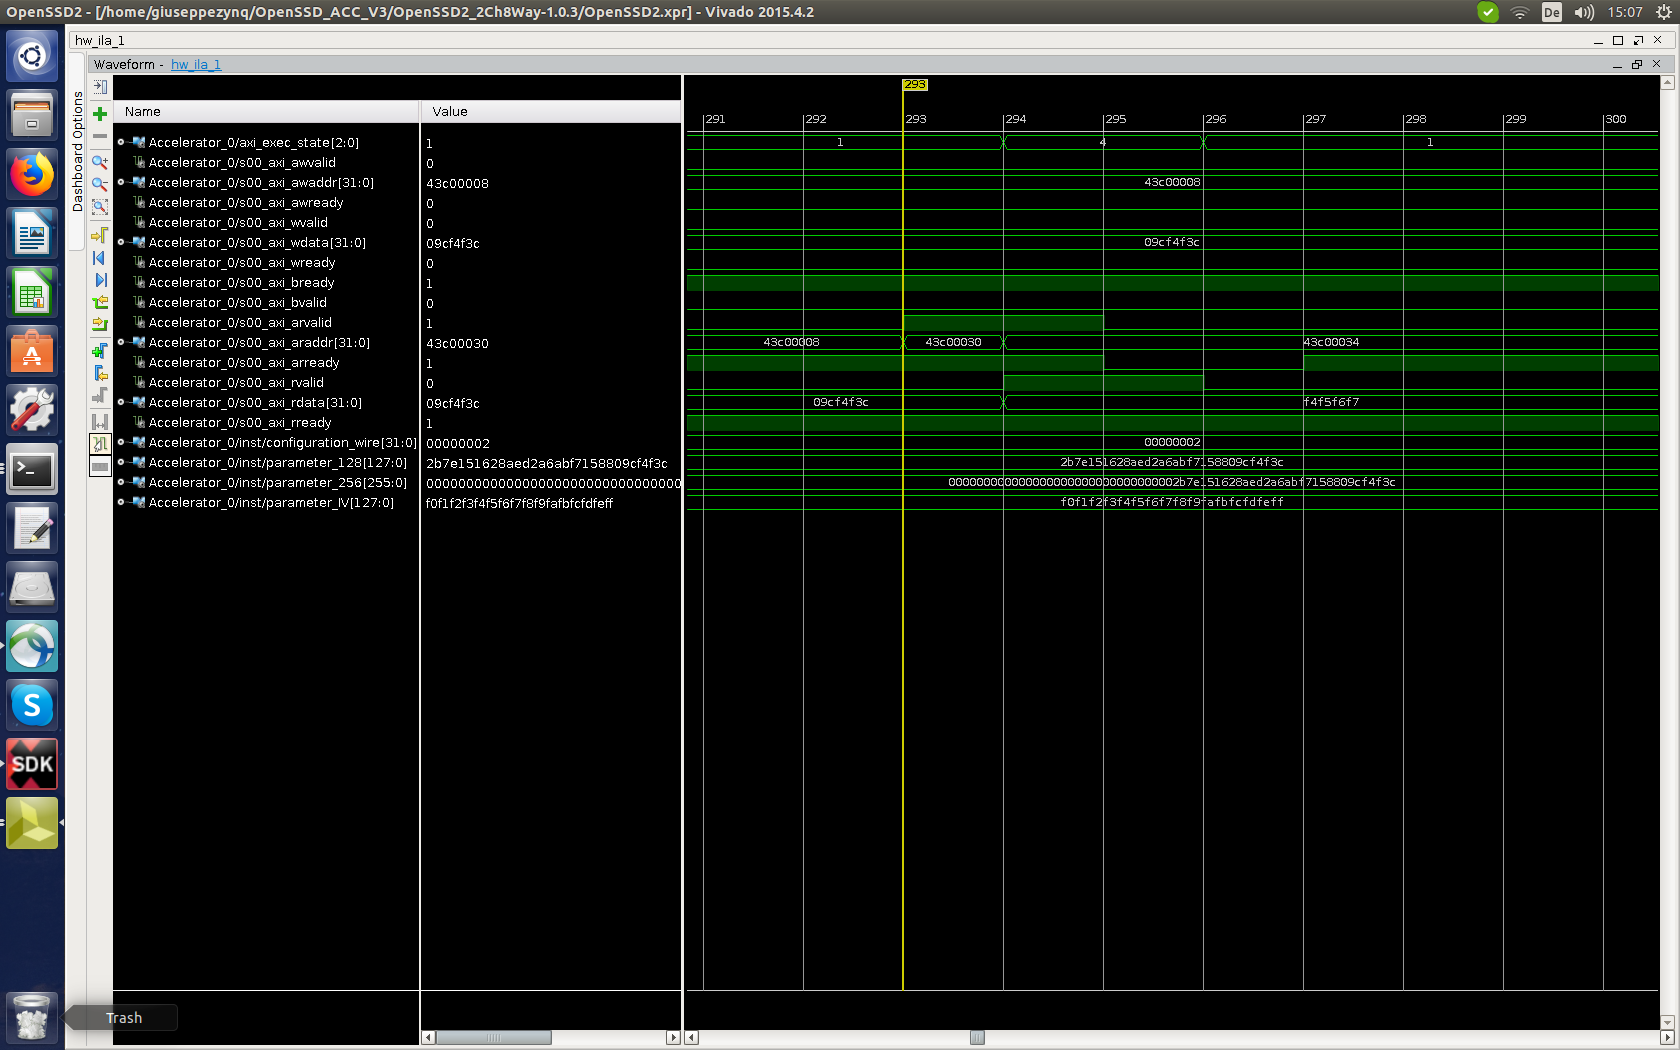 OpenSSD2 - [/home/giuseppezynq/OpenSSD_ACC_V3/OpenSSD2_2Ch8Way-1.0.3/OpenSSD2.xpr] - Vivado 2015.4.2
De 15:07
hw_ila_1
Waveform - hw_ila_1
Dashboard Options
Name Value
293
291 292 293 294 295 296 297 298 299 300
Accelerator_0/axi_exec_state[2:0] 1 1 4 1
Accelerator_0/s00_axi_awvalid 0
Accelerator_0/s00_axi_awaddr[31:0] 43c00008 43c00008
Accelerator_0/s00_axi_awready 0
Accelerator_0/s00_axi_wvalid 0
Accelerator_0/s00_axi_wdata[31:0] 09cf4f3c 09cf4f3c
Accelerator_0/s00_axi_wready 0
Accelerator_0/s00_axi_bready 1
Accelerator_0/s00_axi_bvalid 0
Accelerator_0/s00_axi_arvalid 1
Accelerator_0/s00_axi_araddr[31:0] 43c00030 43c00008 43c00030 43c00034
Accelerator_0/s00_axi_arready 1
Accelerator_0/s00_axi_rvalid 0
Accelerator_0/s00_axi_rdata[31:0] 09cf4f3c 09cf4f3c f4f5f6f7
Accelerator_0/s00_axi_rready 1
Accelerator_0/inst/configuration_wire[31:0] 00000002 00000002
Accelerator_0/inst/parameter_128[127:0] 2b7e151628aed2a6abf7158809cf4f3c 2b7e151628aed2a6abf7158809cf4f3c
Accelerator_0/inst/parameter_256[255:0] 00000000000000000000000000000000 000000000000000000000000000000002b7e151628aed2a6abf7158809cf4f3c
Accelerator_0/inst/parameter_IV[127:0] f0f1f2f3f4f5f6f7f8f9fafbfcfdfeff f0f1f2f3f4f5f6f7f8f9fafbfcfdfeff
SDK
Trash